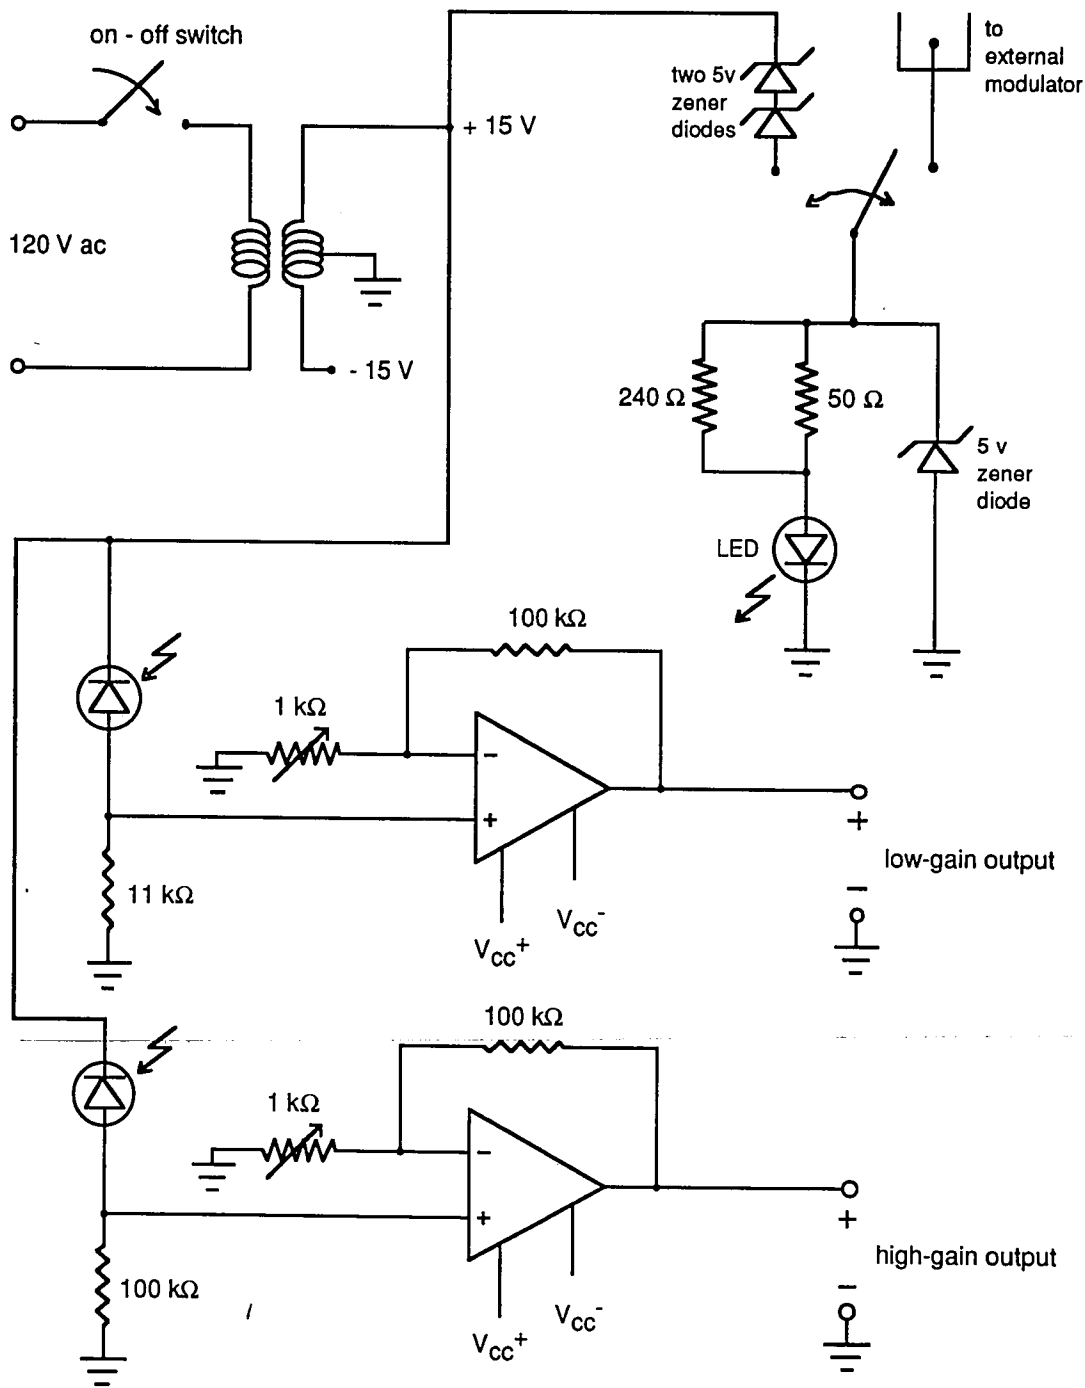 on - off switch
120 V ac
+ 15 V
- 15 V
two 5v
zener
diodes
to
external
modulator
240 Ω
50 Ω
5 v
zener
diode
LED
100 kΩ
1 kΩ
−
+
11 kΩ
VCC+
VCC-
+
low-gain output
−
100 kΩ
1 kΩ
−
+
100 kΩ
VCC+
VCC-
+
high-gain output
−